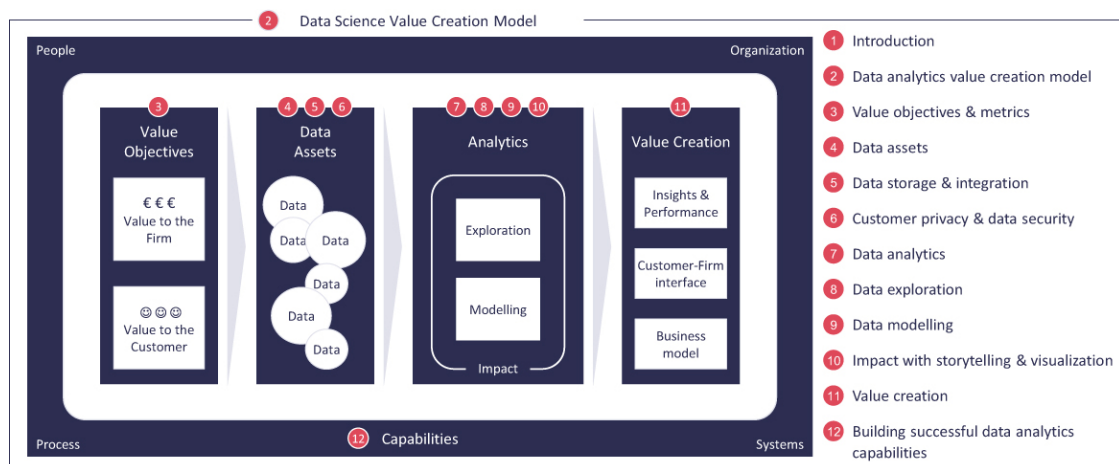 2 Data Science Value Creation Model
People
Organization
3
Value
Objectives
€ € €
Value to the
Firm
☺ ☺ ☺
Value to the
Customer
4 5 6
Data
Assets
Data
Data
Data
Data
Data
Data
7 8 9 10
Analytics
Exploration
Modelling
Impact
11
Value Creation
Insights &
Performance
Customer-Firm
interface
Business
model
Process
12 Capabilities
Systems
1 Introduction
2 Data analytics value creation model
3 Value objectives & metrics
4 Data assets
5 Data storage & integration
6 Customer privacy & data security
7 Data analytics
8 Data exploration
9 Data modelling
10 Impact with storytelling & visualization
11 Value creation
12 Building successful data analytics
capabilities